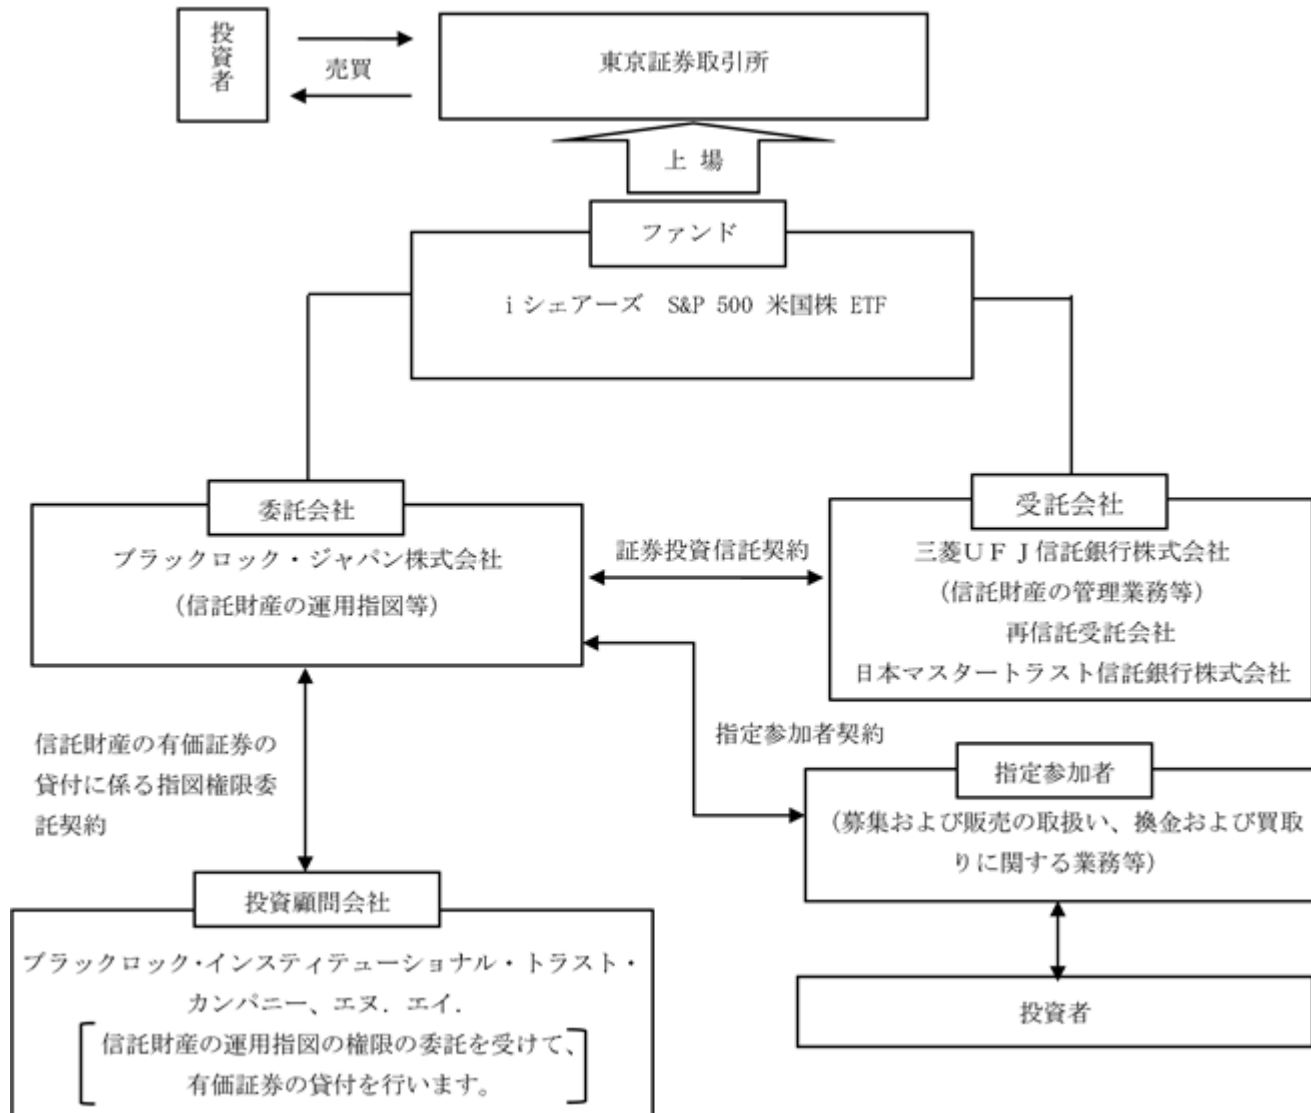 投資者
売買
東京証券取引所
上 場
ファンド
i シェアーズ　S&P 500 米国株 ETF
委託会社
ブラックロック・ジャパン株式会社
（信託財産の運用指図等）
証券投資信託契約
受託会社
三菱ＵＦＪ信託銀行株式会社
（信託財産の管理業務等）
再信託受託会社
日本マスタートラスト信託銀行株式会社
信託財産の有価証券の
貸付に係る指図権限委
託契約
指定参加者契約
指定参加者
（募集および販売の取扱い、換金および買取
りに関する業務等）
投資顧問会社
ブラックロック・インスティテューショナル・トラスト・
カンパニー、エヌ．エイ．
信託財産の運用指図の権限の委託を受けて、
有価証券の貸付を行います。
投資者